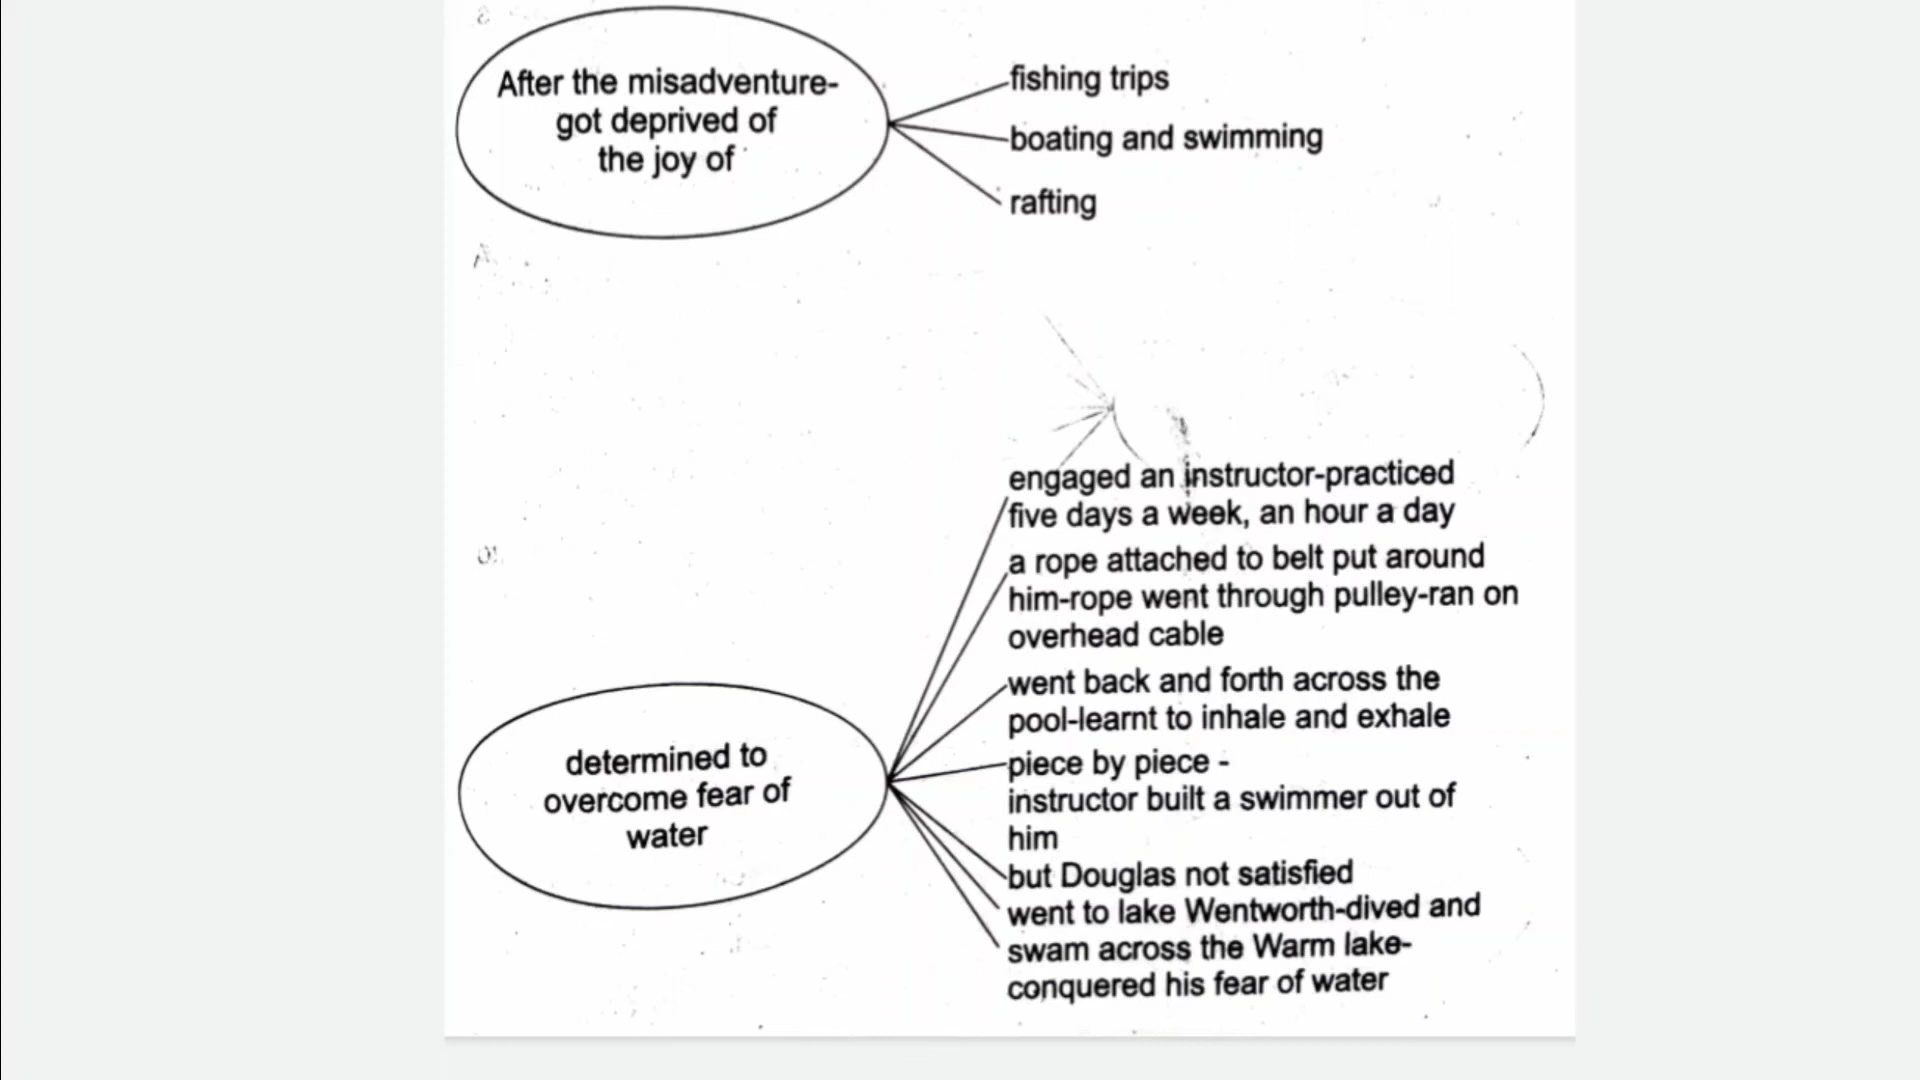 After the misadventure-
got deprived of
the joy of
fishing trips
boating and swimming
rafting
determined to
overcome fear of
water
engaged an instructor-practiced
five days a week, an hour a day
a rope attached to belt put around
him-rope went through pulley-ran on
overhead cable
went back and forth across the
pool-learnt to inhale and exhale
piece by piece -
instructor built a swimmer out of
him
but Douglas not satisfied
went to lake Wentworth-dived and
swam across the Warm lake-
conquered his fear of water